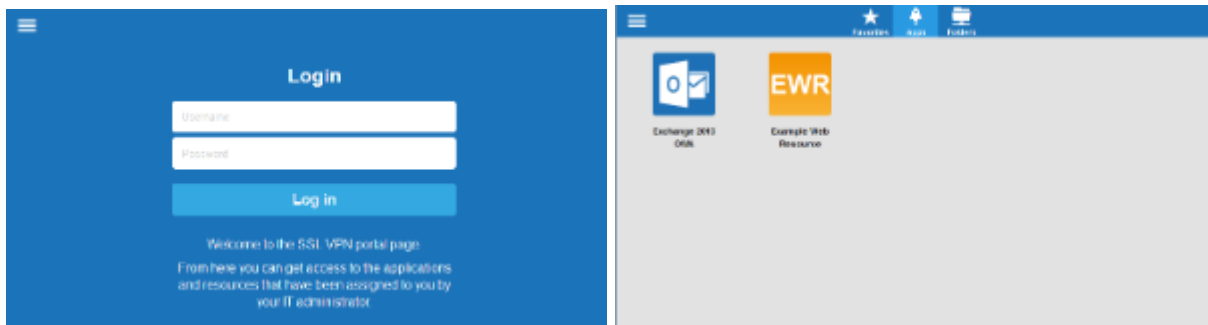 Login
Username
Password
Log in
Welcome to the SSL VPN portal page.
From here you can get access to the applications
and resources that have been assigned to you by
your IT administrator.
Favorites Apps Folders
O EWR
Exchange 2013 Example Web
OWA Resource